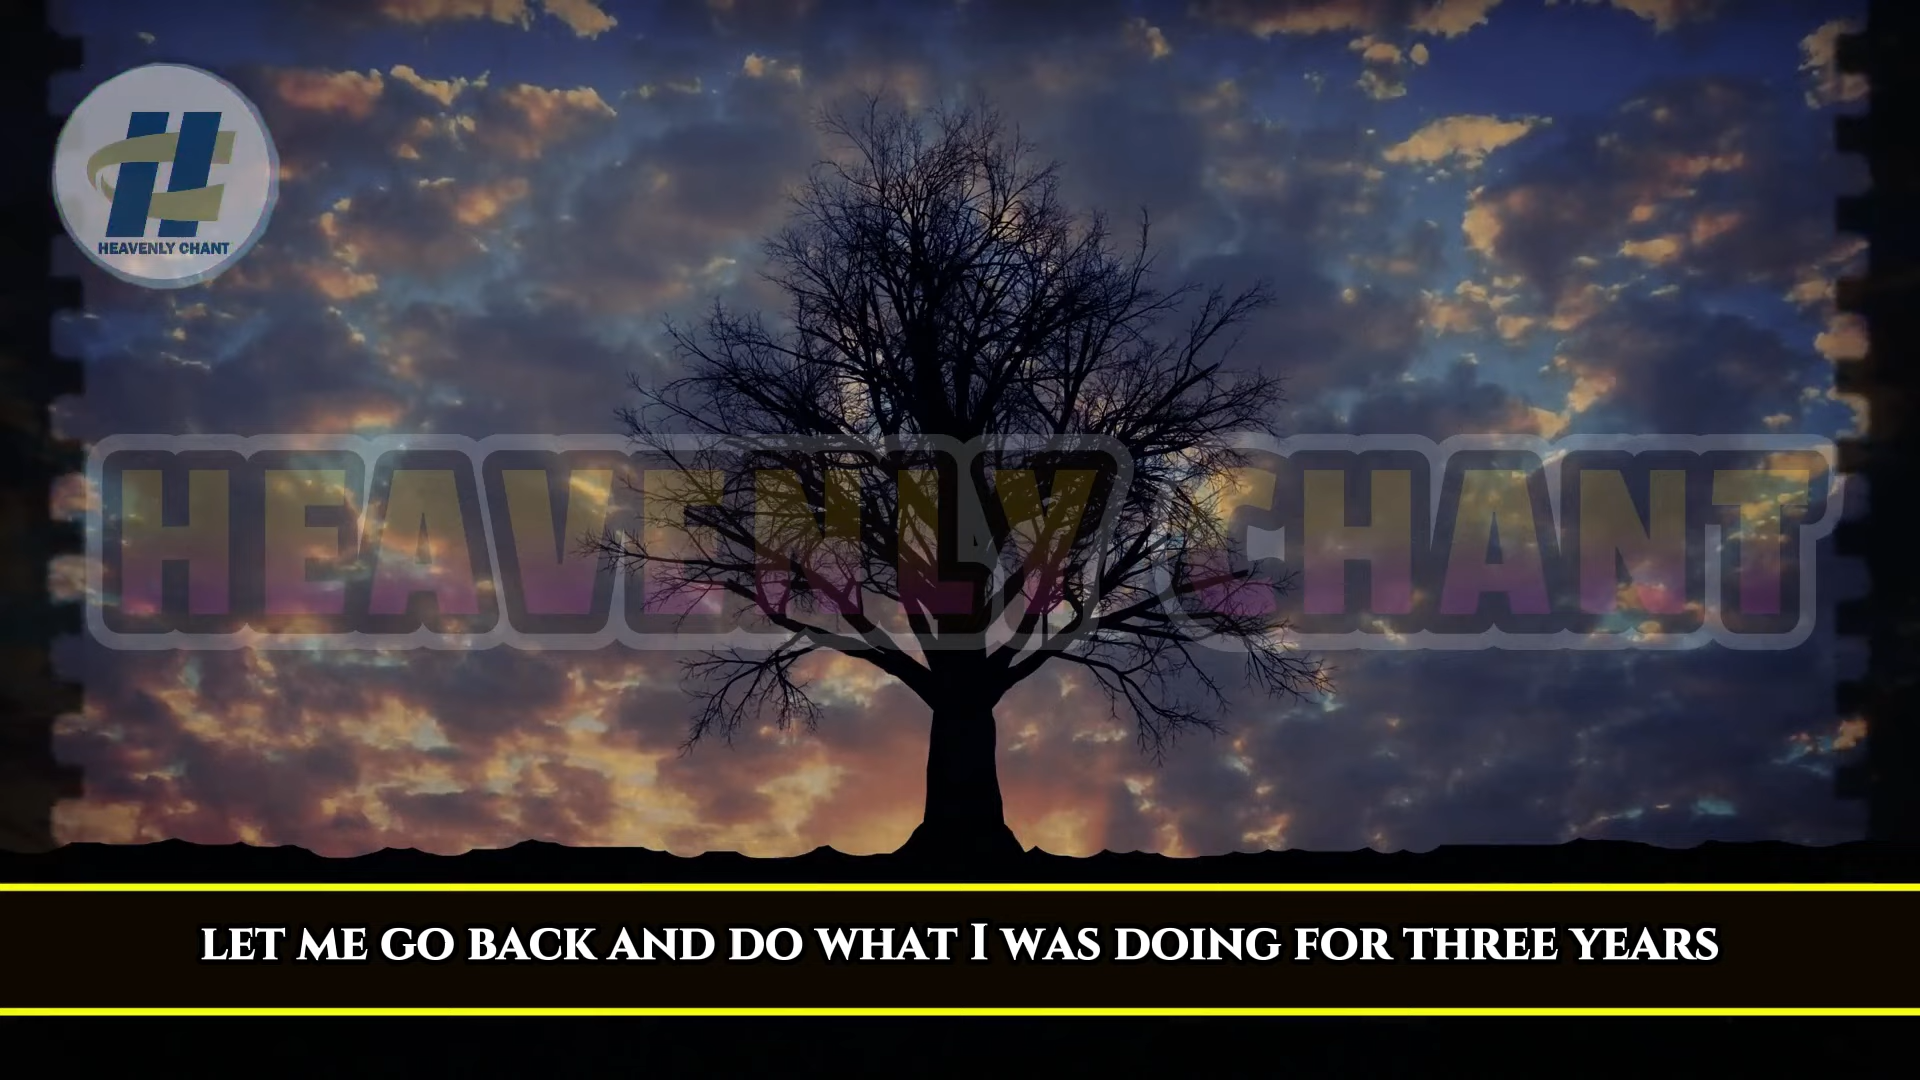 HEAVENLY CHANT
HEAVENLY CHANT
LET ME GO BACK AND DO WHAT I WAS DOING FOR THREE YEARS